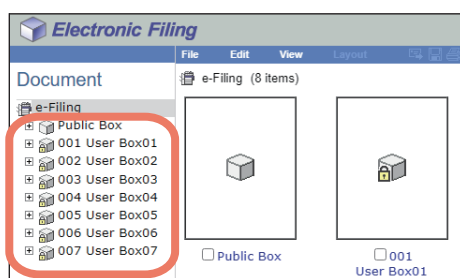 Electronic Filing
File Edit View Layout
Document
e-Filing (8 items)
e-Filing
Public Box
001 User Box01
002 User Box02
003 User Box03
004 User Box04
005 User Box05
006 User Box06
007 User Box07
Public Box
001
User Box01